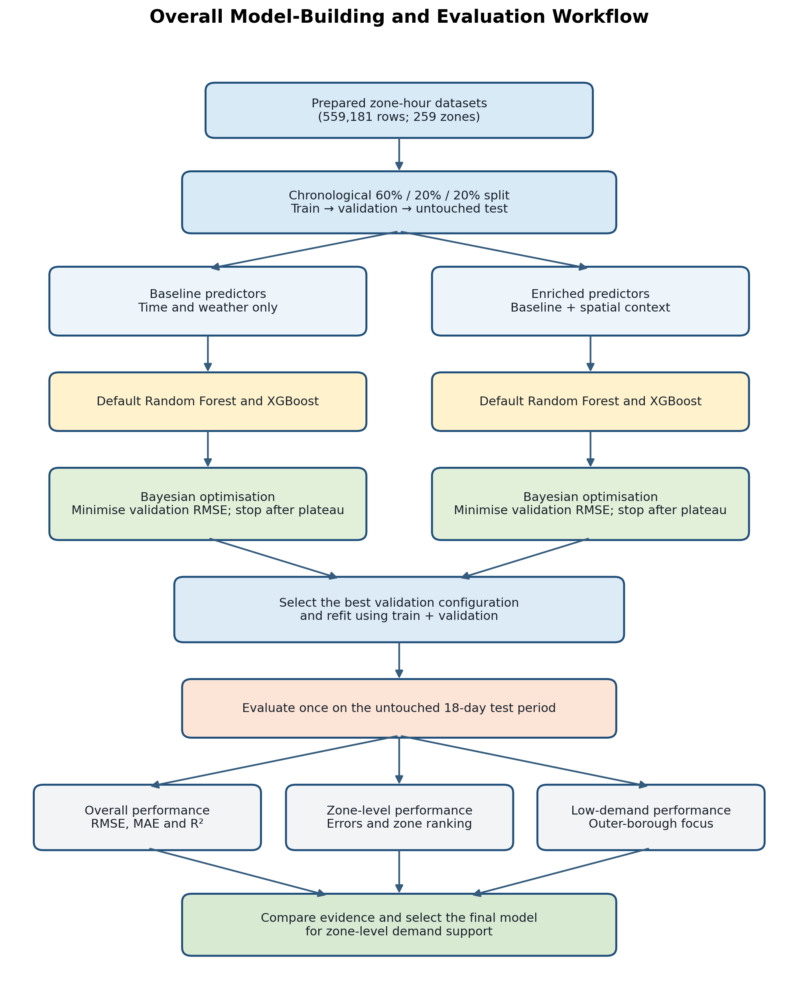 Overall Model-Building and Evaluation Workflow
Prepared zone-hour datasets
(559,181 rows; 259 zones)
Chronological 60% / 20% / 20% split
Train → validation → untouched test
Baseline predictors
Time and weather only
Enriched predictors
Baseline + spatial context
Default Random Forest and XGBoost
Default Random Forest and XGBoost
Bayesian optimisation
Minimise validation RMSE; stop after plateau
Bayesian optimisation
Minimise validation RMSE; stop after plateau
Select the best validation configuration
and refit using train + validation
Evaluate once on the untouched 18-day test period
Overall performance
RMSE, MAE and R²
Zone-level performance
Errors and zone ranking
Low-demand performance
Outer-borough focus
Compare evidence and select the final model
for zone-level demand support